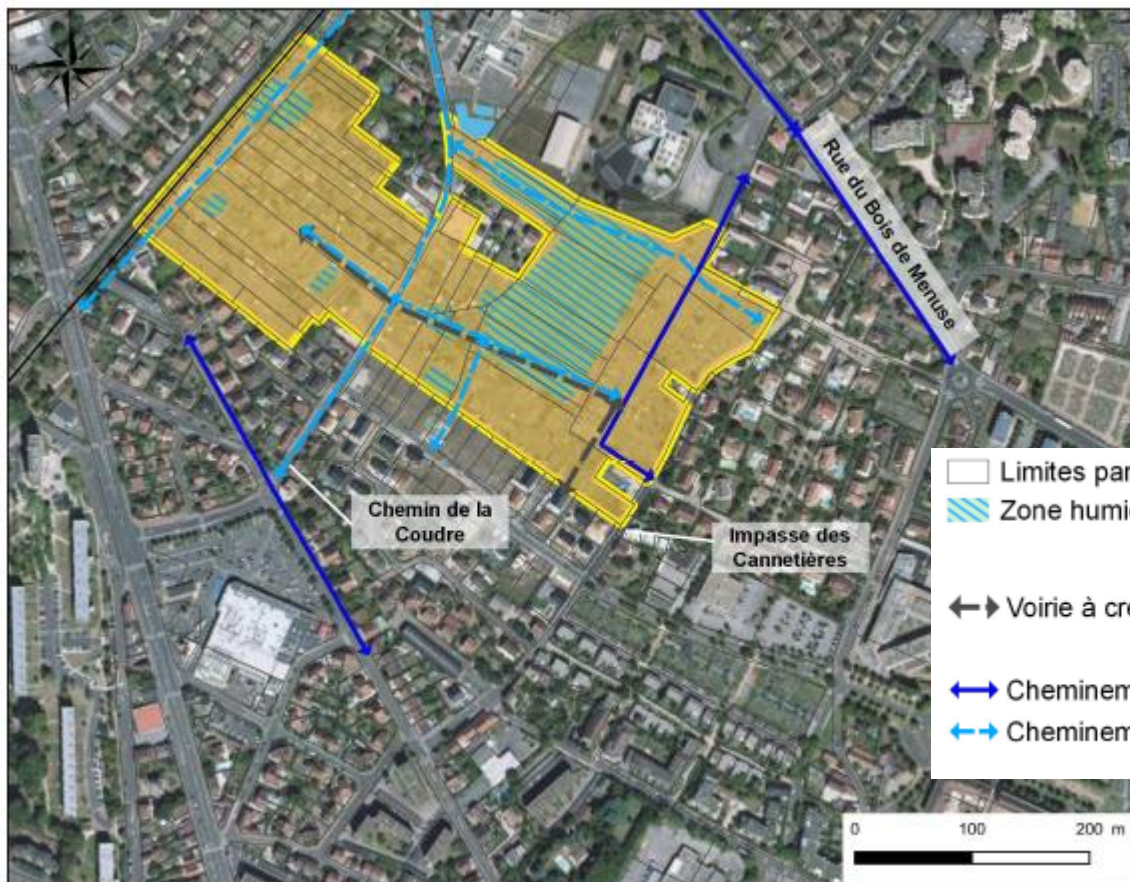 Rue du Bois de Menuse
Chemin de la
Coudre
Impasse des
Cannetières
Limites par
Zone humi
Voirie à cré
Cheminem
Cheminem
0 100 200 m